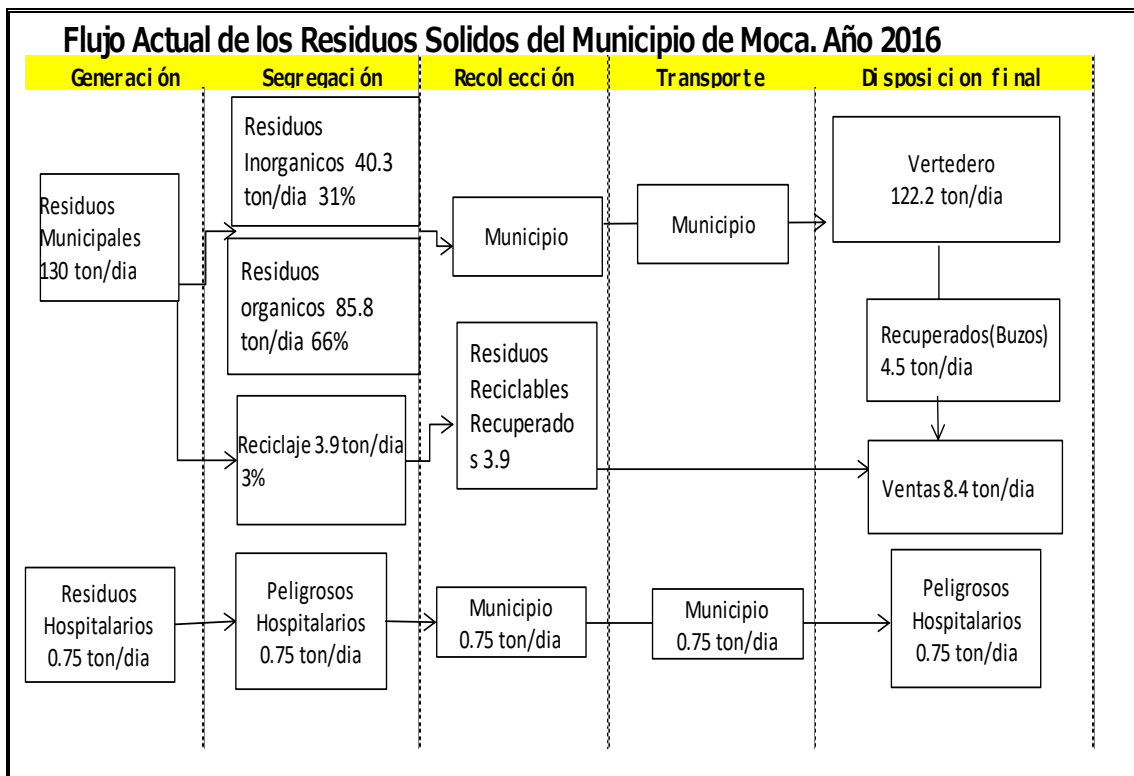 Flujo Actual de los Residuos Solidos del Municipio de Moca. Año 2016
Generación
Segregación
Recolección
Transporte
Disposicion final
Residuos
Municipales
130 ton/dia
Residuos
Inorganicos 40.3
ton/dia 31%
Residuos
organicos 85.8
ton/dia 66%
Reciclaje 3.9 ton/dia
3%
Municipio
Residuos
Reciclables
Recuperado
s 3.9
Municipio
Vertedero
122.2 ton/dia
Recuperados(Buzos)
4.5 ton/dia
Ventas 8.4 ton/dia
Residuos
Hospitalarios
0.75 ton/dia
Peligrosos
Hospitalarios
0.75 ton/dia
Municipio
0.75 ton/dia
Municipio
0.75 ton/dia
Peligrosos
Hospitalarios
0.75 ton/dia